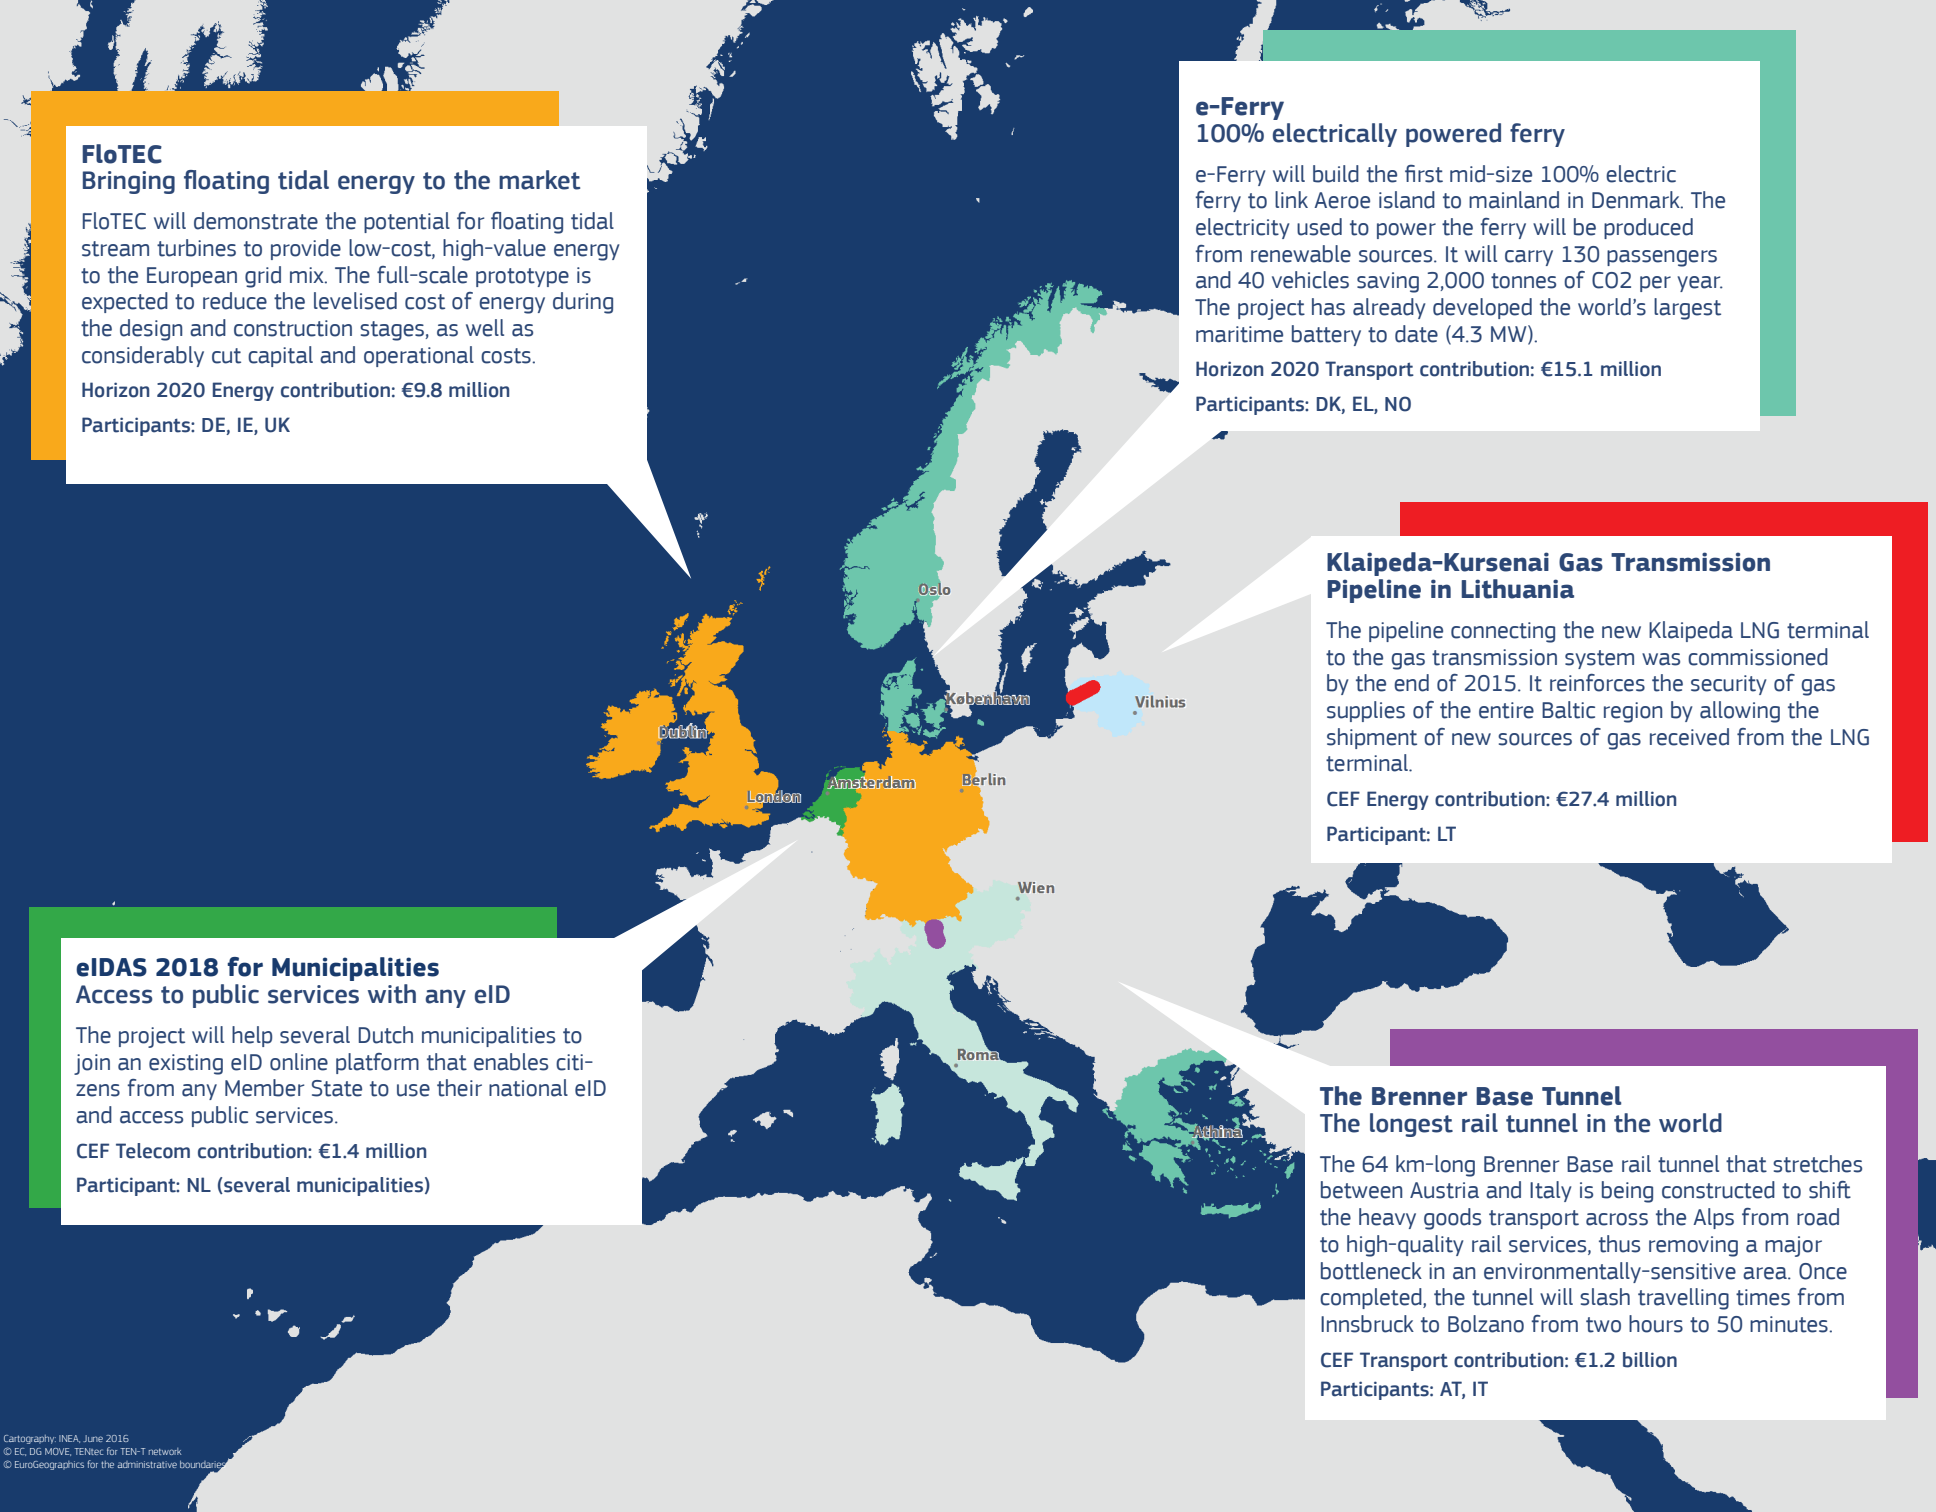 FloTEC
Bringing floating tidal energy to the market
FloTEC will demonstrate the potential for floating tidal
stream turbines to provide low-cost, high-value energy
to the European grid mix. The full-scale prototype is
expected to reduce the levelised cost of energy during
the design and construction stages, as well as
considerably cut capital and operational costs.
Horizon 2020 Energy contribution: €9.8 million
Participants: DE, IE, UK
e-Ferry
100% electrically powered ferry
e-Ferry will build the first mid-size 100% electric
ferry to link Aeroe island to mainland in Denmark. The
electricity used to power the ferry will be produced
from renewable sources. It will carry 130 passengers
and 40 vehicles saving 2,000 tonnes of CO2 per year.
The project has already developed the world's largest
maritime battery to date (4.3 MW).
Horizon 2020 Transport contribution: €15.1 million
Participants: DK, EL, NO
Klaipeda-Kursenai Gas Transmission
Pipeline in Lithuania
The pipeline connecting the new Klaipeda LNG terminal
to the gas transmission system was commissioned
by the end of 2015. It reinforces the security of gas
supplies of the entire Baltic region by allowing the
shipment of new sources of gas received from the LNG
terminal.
CEF Energy contribution: €27.4 million
Participant: LT
Oslo
København
Vilnius
Dublin
Amsterdam
Berlin
London
Wien
Roma
Athina
eIDAS 2018 for Municipalities
Access to public services with any eID
The project will help several Dutch municipalities to
join an existing eID online platform that enables citi-
zens from any Member State to use their national eID
and access public services.
CEF Telecom contribution: €1.4 million
Participant: NL (several municipalities)
The Brenner Base Tunnel
The longest rail tunnel in the world
The 64 km-long Brenner Base rail tunnel that stretches
between Austria and Italy is being constructed to shift
the heavy goods transport across the Alps from road
to high-quality rail services, thus removing a major
bottleneck in an environmentally-sensitive area. Once
completed, the tunnel will slash travelling times from
Innsbruck to Bolzano from two hours to 50 minutes.
CEF Transport contribution: €1.2 billion
Participants: AT, IT
Cartography: INEA, June 2016
© EC, DG MOVE, TENtec for TEN-T network
© EuroGeographics for the administrative boundaries